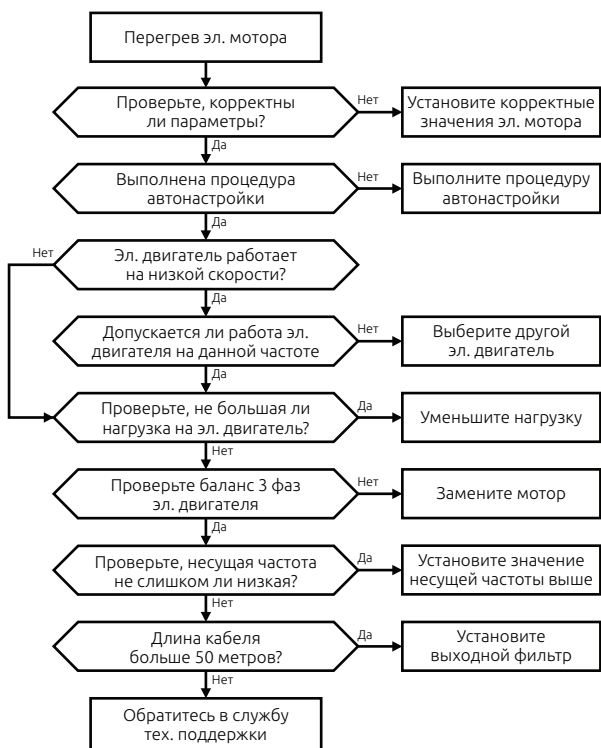 Перегрев эл. мотора
Проверьте, корректны
ли параметры?
Нет
Установите корректные
значения эл. мотора
Да
Выполнена процедура
автонастройки
Нет
Выполните процедуру
автонастройки
Да
Нет
Эл. двигатель работает
на низкой скорости?
Да
Допускается ли работа эл.
двигателя на данной частоте
Нет
Выберите другой
эл. двигатель
Да
Проверьте, не большая ли
нагрузка на эл. двигатель?
Да
Уменьшите нагрузку
Нет
Проверьте баланс 3 фаз
эл. двигателя
Нет
Замените мотор
Да
Проверьте, несущая частота
не слишком ли низкая?
Да
Установите значение
несущей частоты выше
Нет
Длина кабеля
больше 50 метров?
Да
Установите
выходной фильтр
Нет
Обратитесь в службу
тех. поддержки